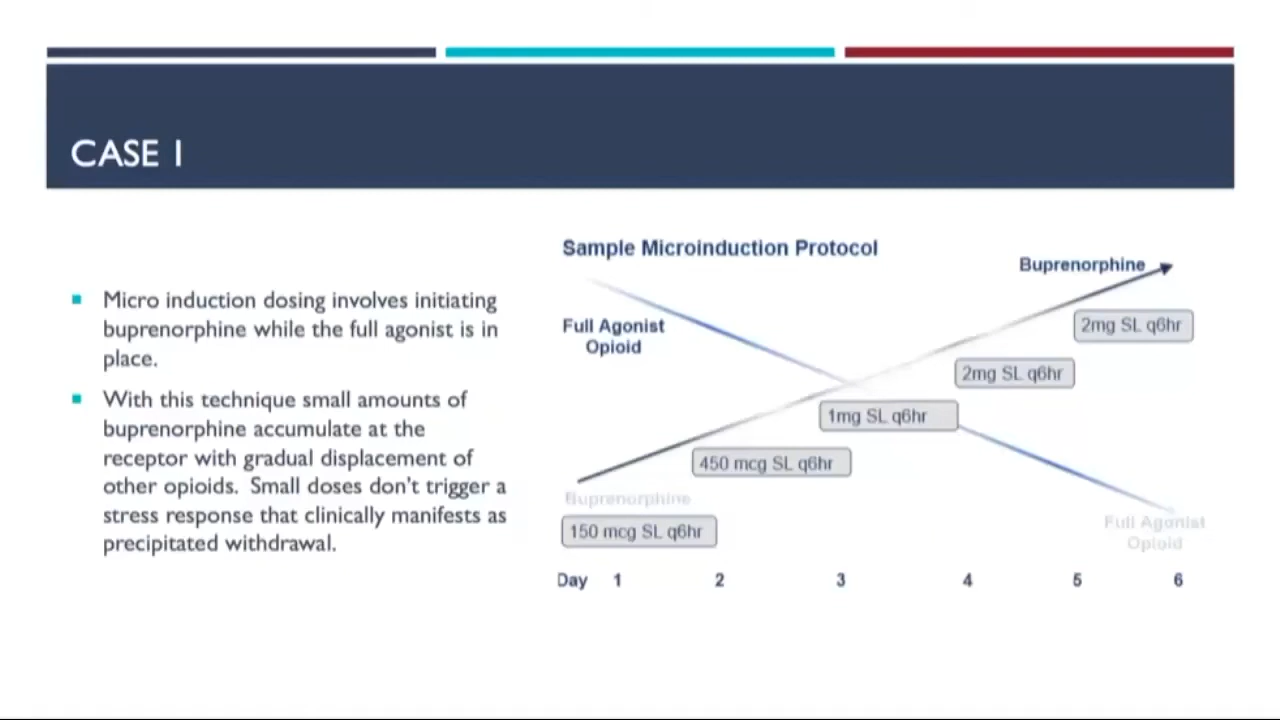 CASE 1
Micro induction dosing involves initiating
buprenorphine while the full agonist is in
place.
With this technique small amounts of
buprenorphine accumulate at the
receptor with gradual displacement of
other opioids. Small doses don't trigger a
stress response that clinically manifests as
precipitated withdrawal.
Sample Microinduction Protocol
Buprenorphine
Full Agonist
Opioid
2mg SL q6hr
2mg SL q6hr
1mg SL q6hr
450 mcg SL q6hr
Buprenorphine
150 mcg SL q6hr
Full Agonist
Opioid
Day 1 2 3 4 5 6